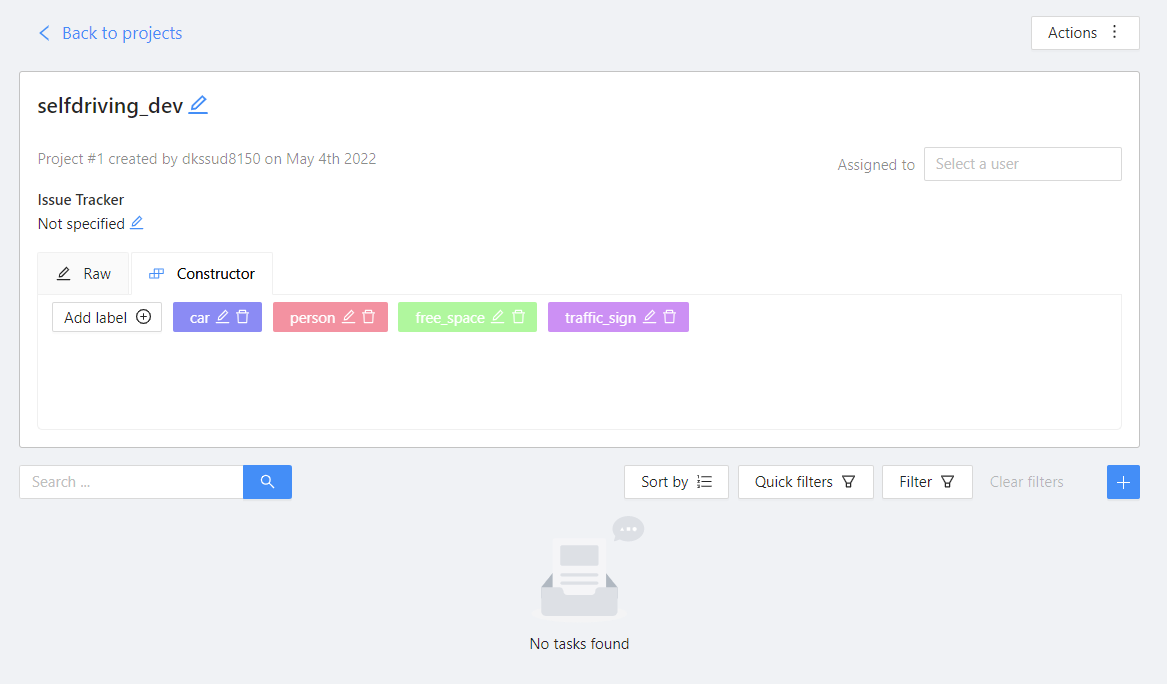 Back to projects
Actions
selfdriving_dev
Project #1 created by dkssud8150 on May 4th 2022
Assigned to
Select a user
Issue Tracker
Not specified
Raw
Constructor
Add label
car
person
free_space
traffic_sign
Search ...
Sort by
Quick filters
Filter
Clear filters
No tasks found